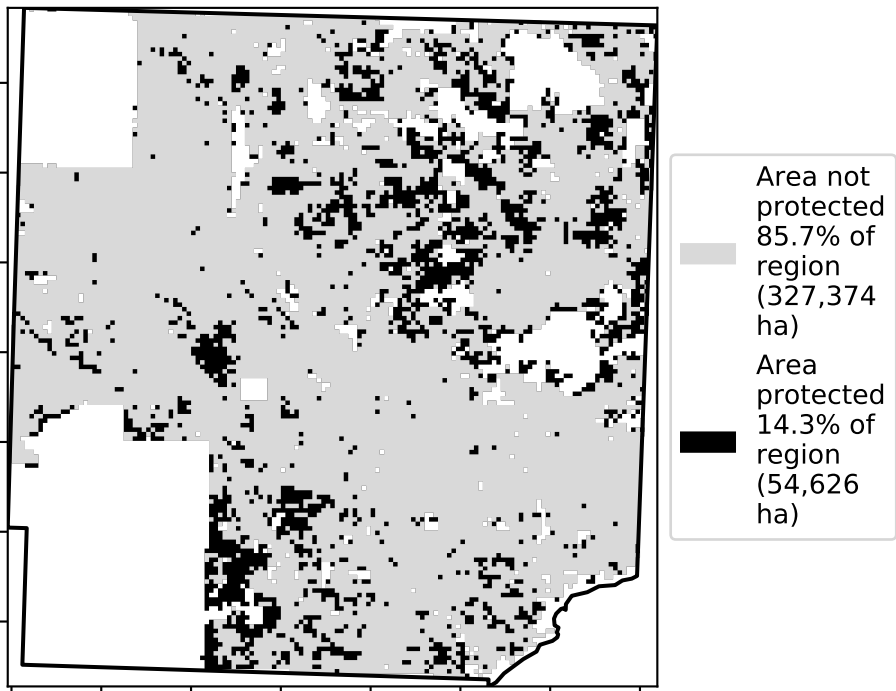 Area not
protected
85.7% of
region
(327,374
ha)
Area
protected
14.3% of
region
(54,626
ha)